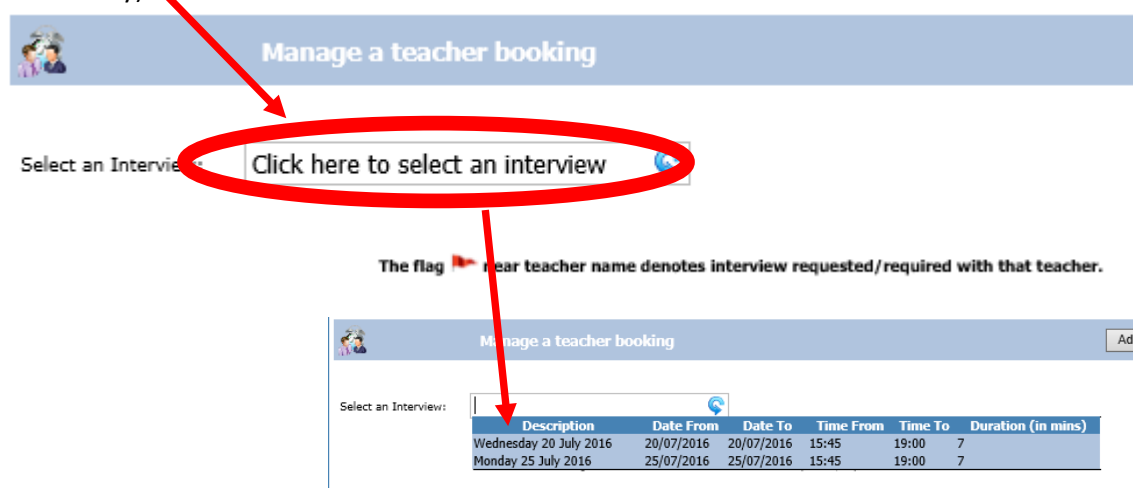 Manage a teacher booking
Select an Interview:
Click here to select an interview
The flag near teacher name denotes interview requested/required with that teacher.
Manage a teacher booking
Ad
Select an Interview:
Description Date From Date To Time From Time To Duration (in mins)
Wednesday 20 July 2016 20/07/2016 20/07/2016 15:45 19:00 7
Monday 25 July 2016 25/07/2016 25/07/2016 15:45 19:00 7